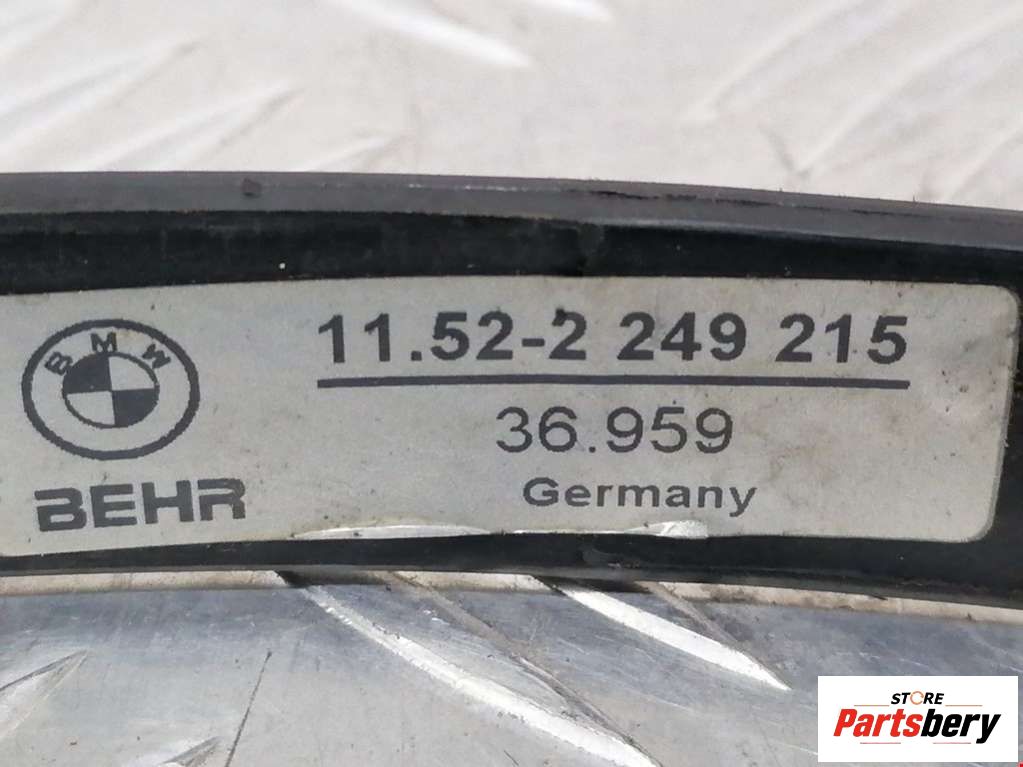 BMW
11.52-2 249 215
36.959
BEHR
Germany
STORE
Partsbery